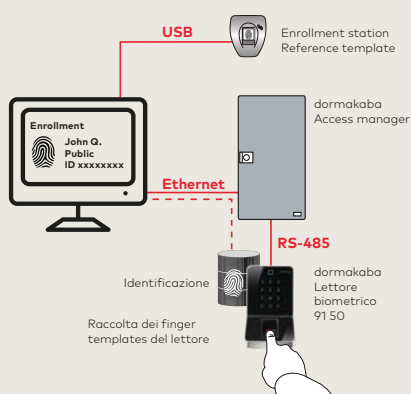 USB
Enrollment station
Reference template
Enrollment
John Q.
Public
ID xxxxxxxx
dormakaba
Access manager
Ethernet
RS-485
Identificazione
dormakaba
Lettore
biometrico
91 50
Raccolta dei finger
templates del lettore